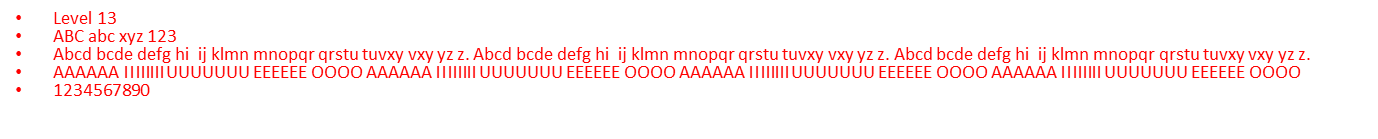 • Level 13
• ABC abc xyz 123
• Abcd bcde defg hi  ij klmn mnopqr qrstu tuvxy vxy yz z. Abcd bcde defg hi  ij klmn mnopqr qrstu tuvxy vxy yz z. Abcd bcde defg hi  ij klmn mnopqr qrstu tuvxy vxy yz z.
• AAAAAA IIIIIIII UUUUUUU EEEEEE OOOO AAAAAA IIIIIIII UUUUUUU EEEEEE OOOO AAAAAA IIIIIIII UUUUUUU EEEEEE OOOO AAAAAA IIIIIIII UUUUUUU EEEEEE OOOO
• 1234567890